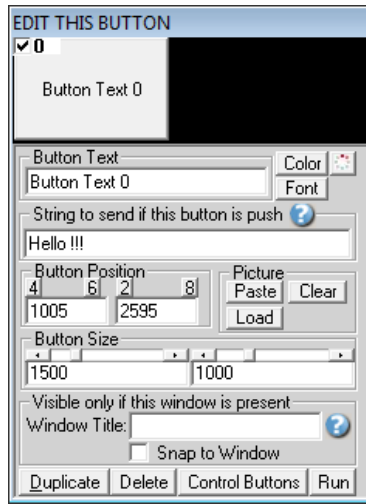 EDIT THIS BUTTON
0
Button Text 0
Button Text
Color
Button Text 0
Font
String to send if this button is push ?
Hello !!!
Button Position
Picture
4 6 2 8
Paste Clear
1005 2595
Load
Button Size
1500 1000
Visible only if this window is present
Window Title: ?
Snap to Window
Duplicate Delete Control Buttons Run